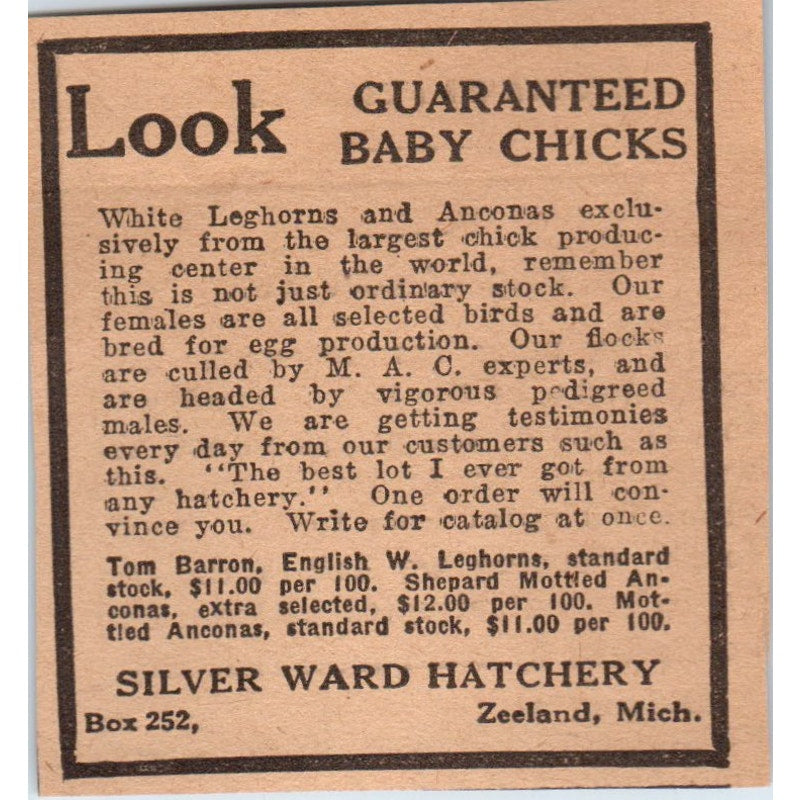 Look
GUARANTEED
BABY CHICKS
White Leghorns and Anconas exclu-
sively from the largest chick produc-
ing center in the world, remember
this is not just ordinary stock. Our
females are all selected birds and are
bred for egg production. Our flocks
are culled by M. A. C. experts, and
are headed by vigorous pedigreed
males. We are getting testimonies
every day from our customers such as
this. "The best lot I ever got from
any hatchery." One order will con-
vince you. Write for catalog at once.
Tom Barron, English W. Leghorns, standard
stock, $11.00 per 100. Shepard Mottled An-
conas, extra selected, $12.00 per 100. Mot-
tled Anconas, standard stock, $11.00 per 100.
SILVER WARD HATCHERY
Box 252, Zeeland, Mich.